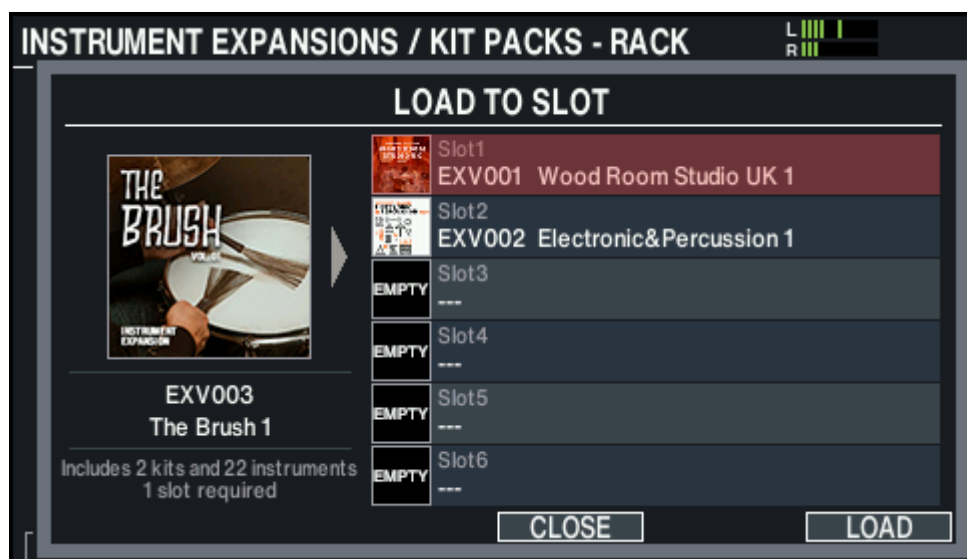 INSTRUMENT EXPANSIONS / KIT PACKS - RACK
L
R
LOAD TO SLOT
THE
BRUSH
VOL:01
INSTRUMENT
EXPANSION
EXV003
The Brush 1
Includes 2 kits and 22 instruments
1 slot required
Slot1
EXV001 Wood Room Studio UK 1
Slot2
EXV002 Electronic&Percussion 1
EMPTY
Slot3
---
EMPTY
Slot4
---
EMPTY
Slot5
---
EMPTY
Slot6
---
CLOSE
LOAD